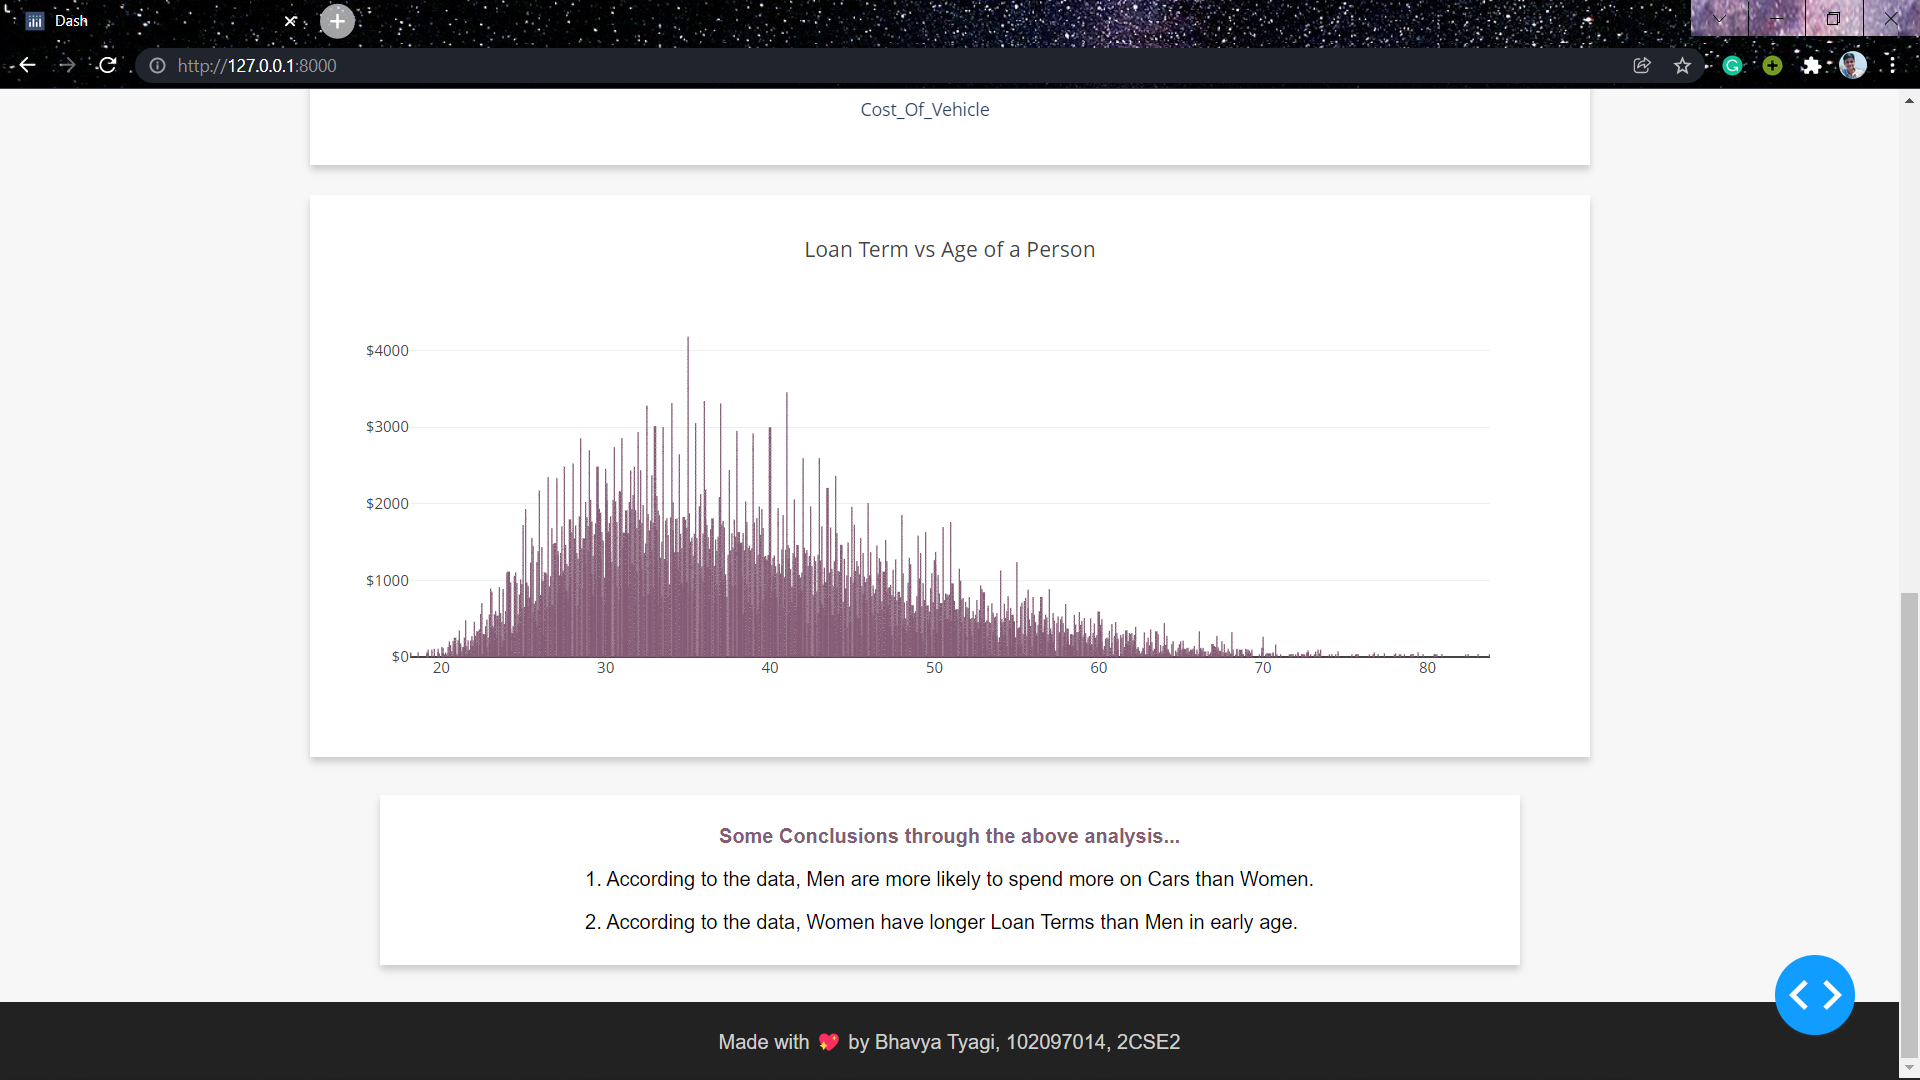 Dash
http://127.0.0.1:8000
Cost_Of_Vehicle
Loan Term vs Age of a Person
$4000
$3000
$2000
$1000
$0
20 30 40 50 60 70 80
Some Conclusions through the above analysis...
1. According to the data, Men are more likely to spend more on Cars than Women.
2. According to the data, Women have longer Loan Terms than Men in early age.
Made with 💖 by Bhavya Tyagi, 102097014, 2CSE2